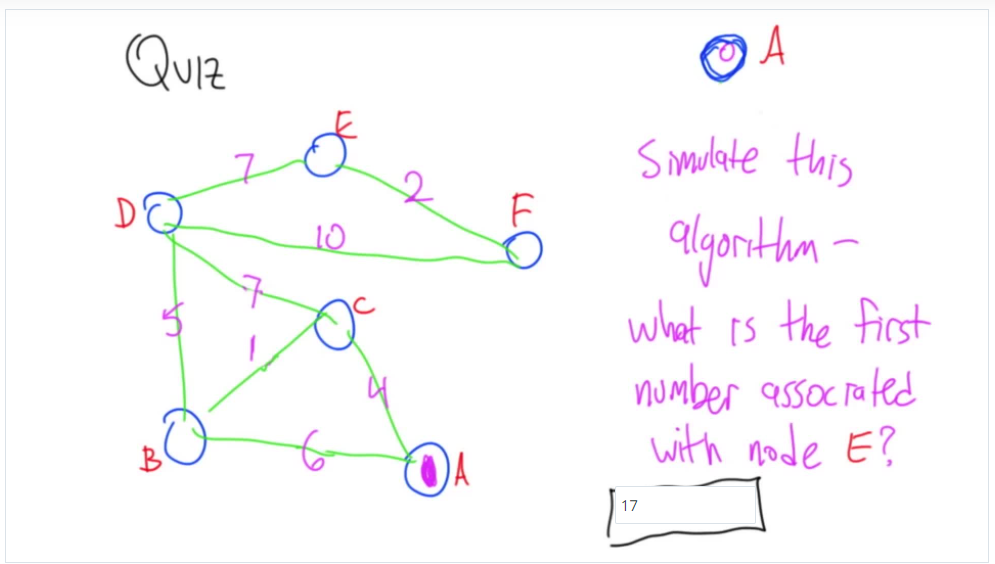 Quiz
A
0
Simulate this
algorithm -
what is the first
number associated
with node E?
17
E
7
2
D
F
10
7
C
5
1
4
B
6
A